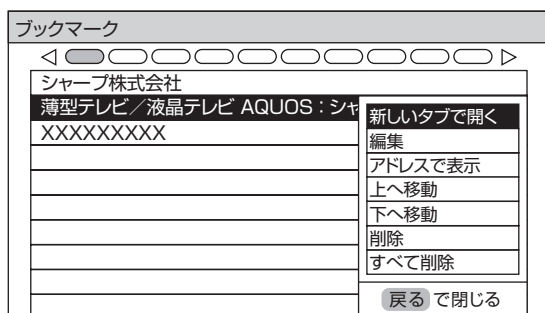 ブックマーク
シャープ株式会社
薄型テレビ／液晶テレビ AQUOS：シャ
XXXXXXXXX
新しいタブで開く
編集
アドレスで表示
上へ移動
下へ移動
削除
すべて削除
戻る で閉じる